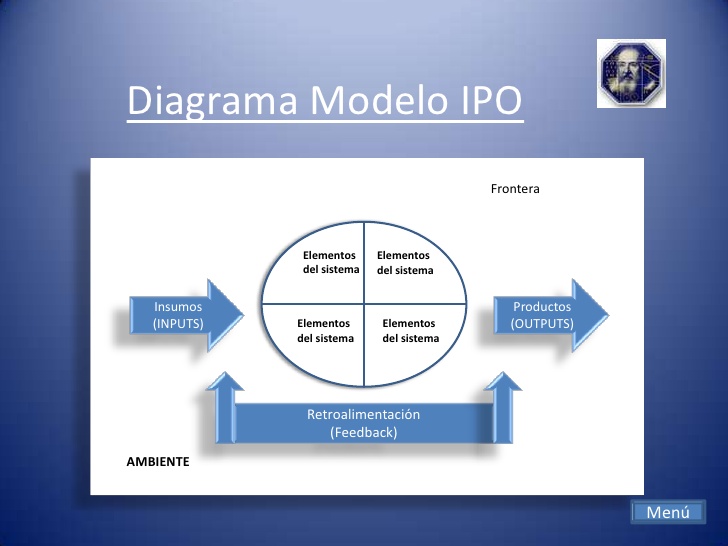 Diagrama Modelo IPO
Frontera
Elementos
del sistema
Elementos
del sistema
Insumos
(INPUTS)
Productos
(OUTPUTS)
Elementos
del sistema
Elementos
del sistema
Retroalimentación
(Feedback)
AMBIENTE
Menú